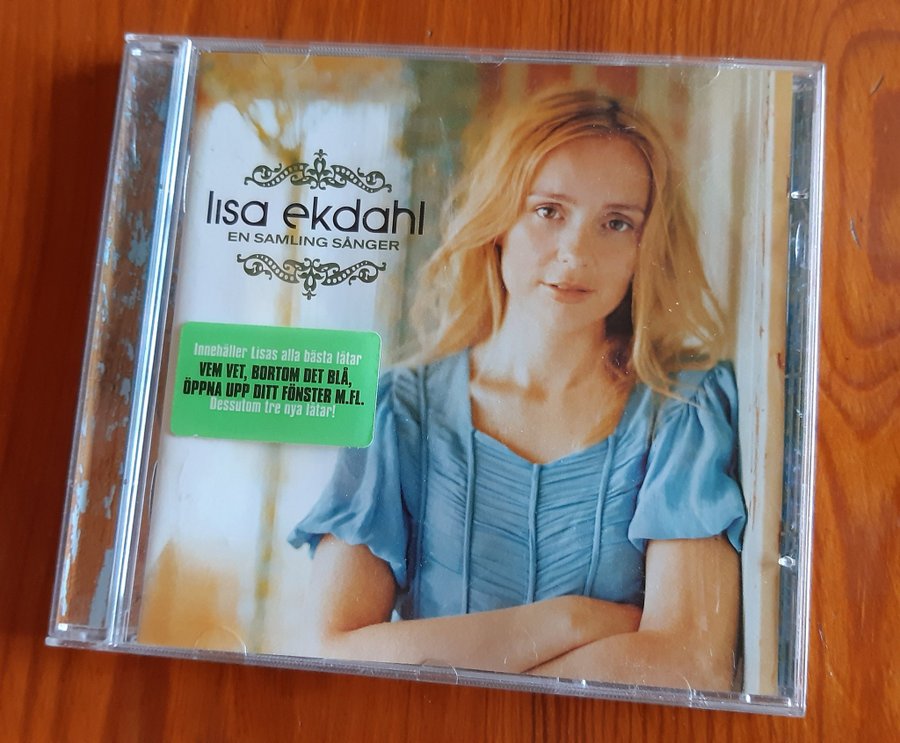 lisa ekdahl
EN SAMLING SÅNGER
Innehåller Lisas alla bästa låtar
VEM VET, BORTOM DET BLÅ,
ÖPPNA UPP DITT FÖNSTER M.FL.
Dessutom tre nya låtar!